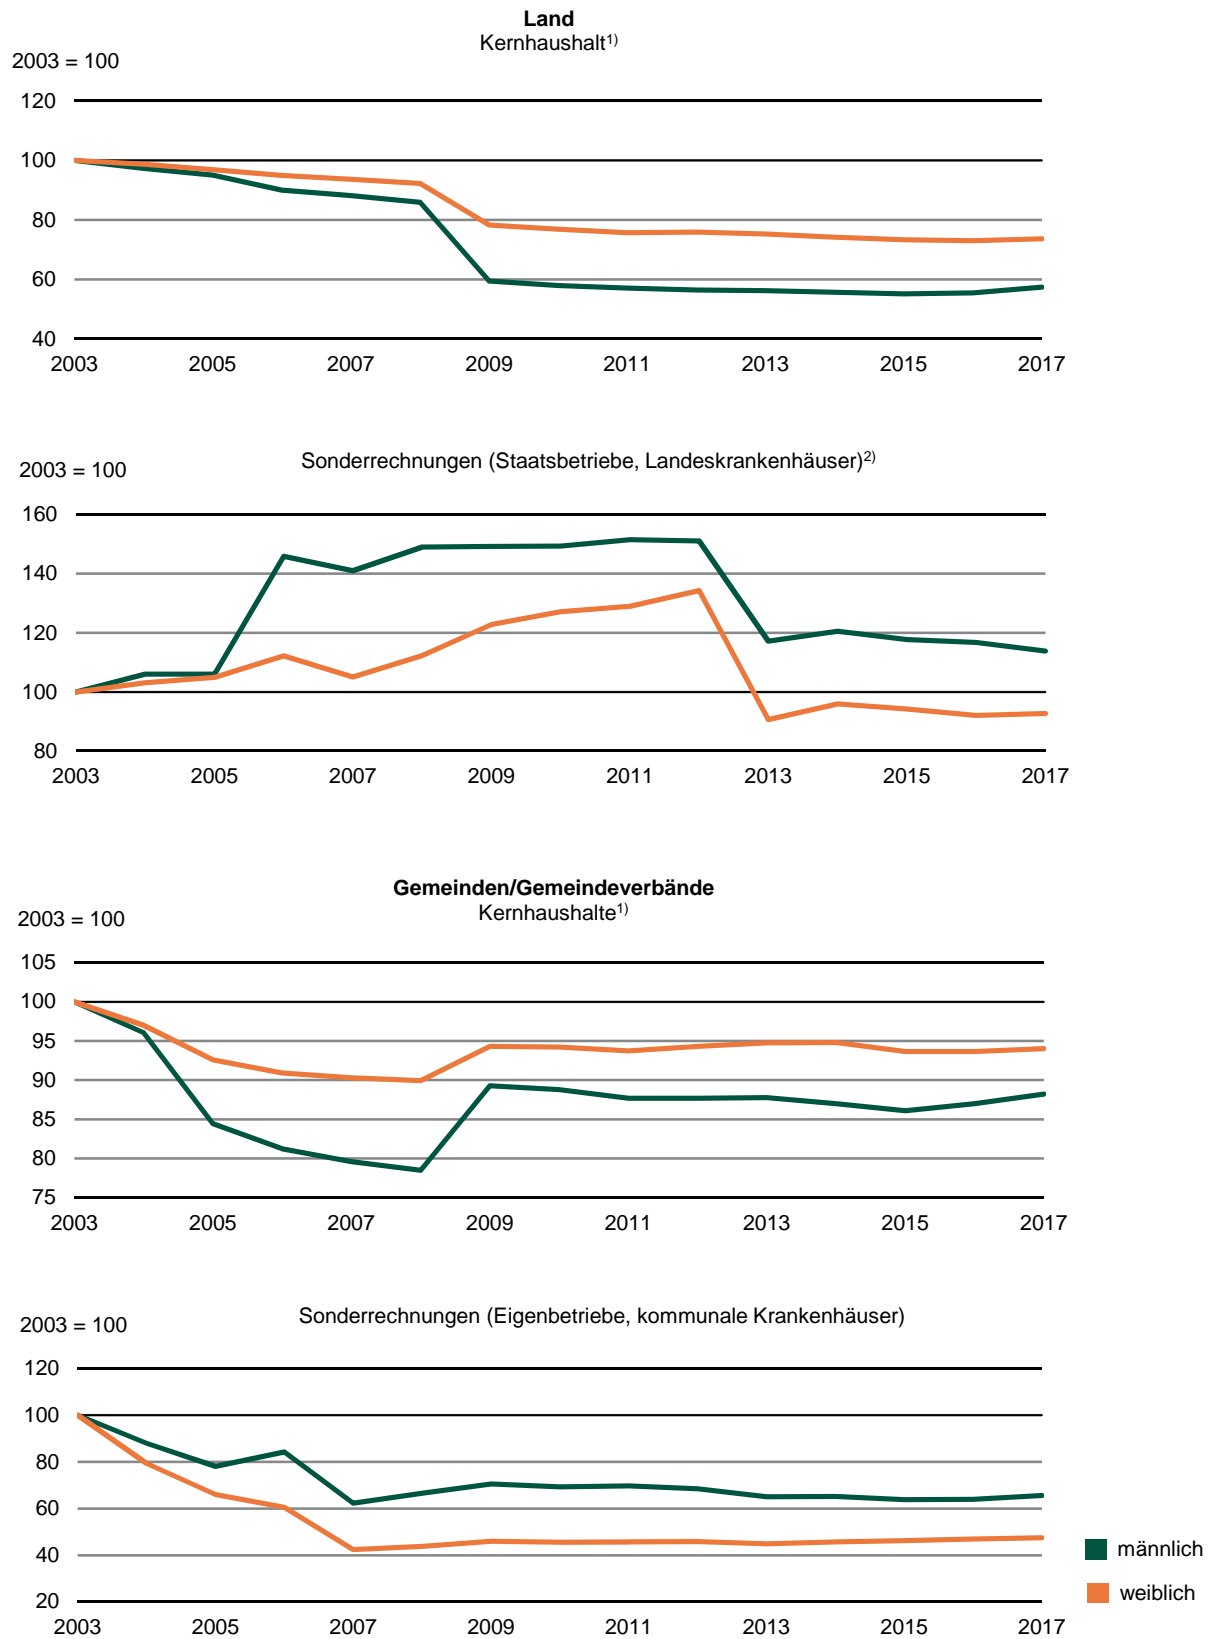 Land
Kernhaushalt1)
2003 = 100
120
100
80
60
40
2003 2005 2007 2009 2011 2013 2015 2017
Sonderrechnungen (Staatsbetriebe, Landeskrankenhäuser)2)
2003 = 100
160
140
120
100
80
2003 2005 2007 2009 2011 2013 2015 2017
Gemeinden/Gemeindeverbände
Kernhaushalte1)
2003 = 100
105
100
95
90
85
80
75
2003 2005 2007 2009 2011 2013 2015 2017
Sonderrechnungen (Eigenbetriebe, kommunale Krankenhäuser)
2003 = 100
120
100
80
60
40
20
2003 2005 2007 2009 2011 2013 2015 2017
männlich
weiblich